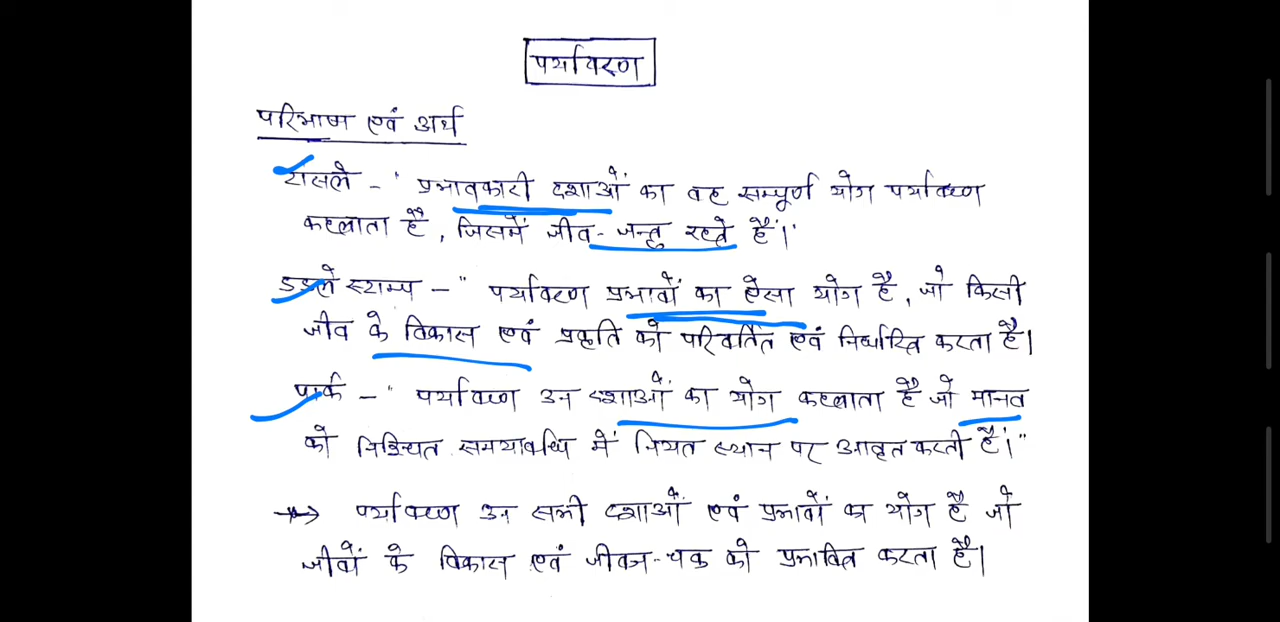 पर्यावरण
परिभाषा एवं अर्थ
टासले - "प्रभावकारी दशाओं का वह सम्पूर्ण योग पर्यावरण
कहलाता है, जिसमें जीव-जन्तु रहते हैं।"
डडले स्टाम्प - "पर्यावरण प्रभावों का ऐसा योग है, जो किसी
जीव के विकास एवं प्रकृति को परिवर्तित एवं निर्धारित करता है।
पार्क - "पर्यावरण उन दशाओं का योग कहलाता है जो मानव
को निश्चित समयावधि में नियत स्थान पर आवृत करती हैं।"
→ पर्यावरण उन सभी दशाओं एवं प्रभावों का योग है जो
जीवों के विकास एवं जीवन-चक्र को प्रभावित करता है।